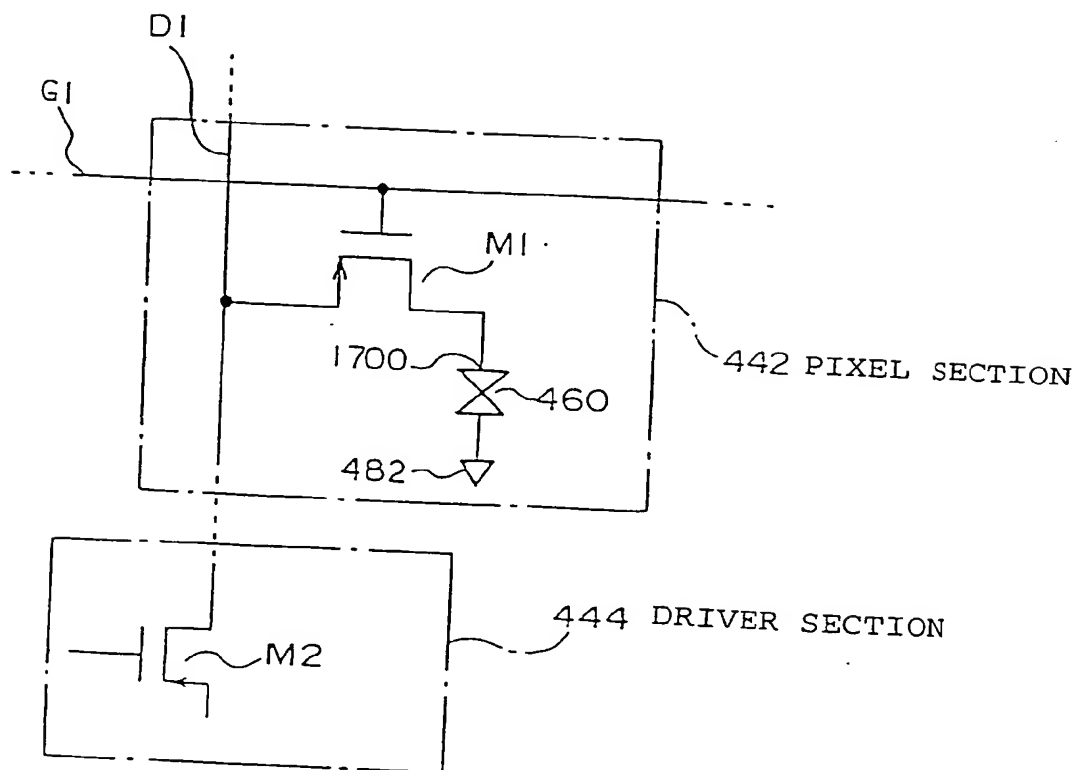 D1
G1
M1
1700
460
442 PIXEL SECTION
482
444 DRIVER SECTION
M2